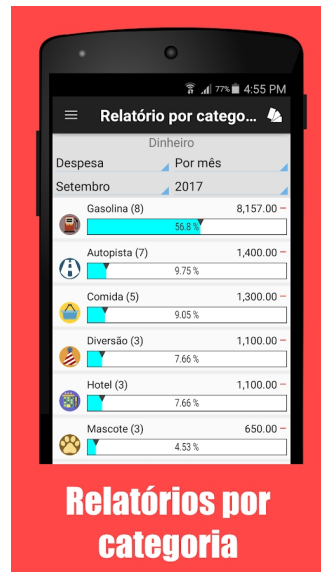 77% 4:55 PM
Relatório por catego...
Dinheiro
Despesa Por mês
Setembro 2017
Gasolina (8) 8,157.00 −
56.8 %
Autopista (7) 1,400.00 −
9.75 %
Comida (5) 1,300.00 −
9.05 %
Diversão (3) 1,100.00 −
7.66 %
Hotel (3) 1,100.00 −
7.66 %
Mascote (3) 650.00 −
4.53 %
Relatórios por
categoria